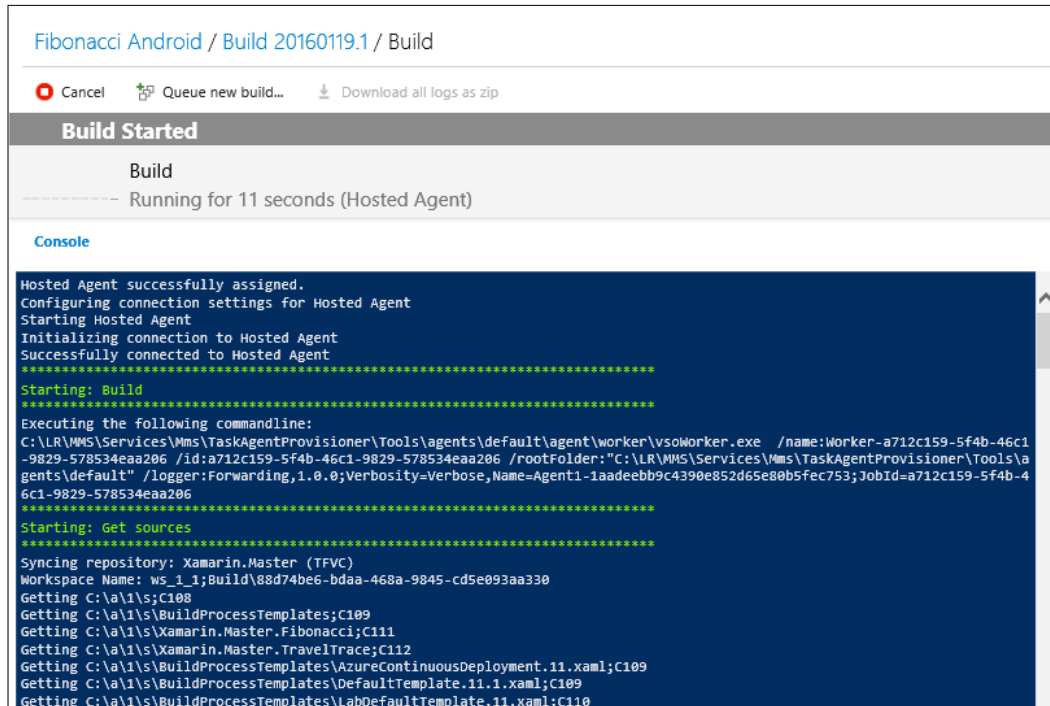 Fibonacci Android / Build 20160119.1 / Build
Cancel Queue new build... Download all logs as zip
Build Started
Build
Running for 11 seconds (Hosted Agent)
Console
Hosted Agent successfully assigned.
Configuring connection settings for Hosted Agent
Starting Hosted Agent
Initializing connection to Hosted Agent
Successfully connected to Hosted Agent
******************************************************************************
Starting: Build
******************************************************************************
Executing the following commandline:
C:\LR\MMS\Services\Mms\TaskAgentProvisioner\Tools\agents\default\agent\worker\vsoWorker.exe  /name:Worker-a712c159-5f4b-46c1
-9829-578534eaa206 /id:a712c159-5f4b-46c1-9829-578534eaa206 /rootFolder:"C:\LR\MMS\Services\Mms\TaskAgentProvisioner\Tools\a
gents\default" /logger:Forwarding,1.0.0;Verbosity=Verbose,Name=Agent1-1aadeebb9c4390e852d65e80b5fec753;JobId=a712c159-5f4b-4
6c1-9829-578534eaa206
******************************************************************************
Starting: Get sources
******************************************************************************
Syncing repository: Xamarin.Master (TFVC)
Workspace Name: ws_1_1;Build\88d74be6-bdaa-468a-9845-cd5e093aa330
Getting C:\a\1\s;C108
Getting C:\a\1\s\BuildProcessTemplates;C109
Getting C:\a\1\s\Xamarin.Master.Fibonacci;C111
Getting C:\a\1\s\Xamarin.Master.TravelTrace;C112
Getting C:\a\1\s\BuildProcessTemplates\AzureContinuousDeployment.11.xaml;C109
Getting C:\a\1\s\BuildProcessTemplates\DefaultTemplate.11.1.xaml;C109
Getting C:\a\1\s\BuildProcessTemplates\LabDefaultTemplate.11.xaml;C110